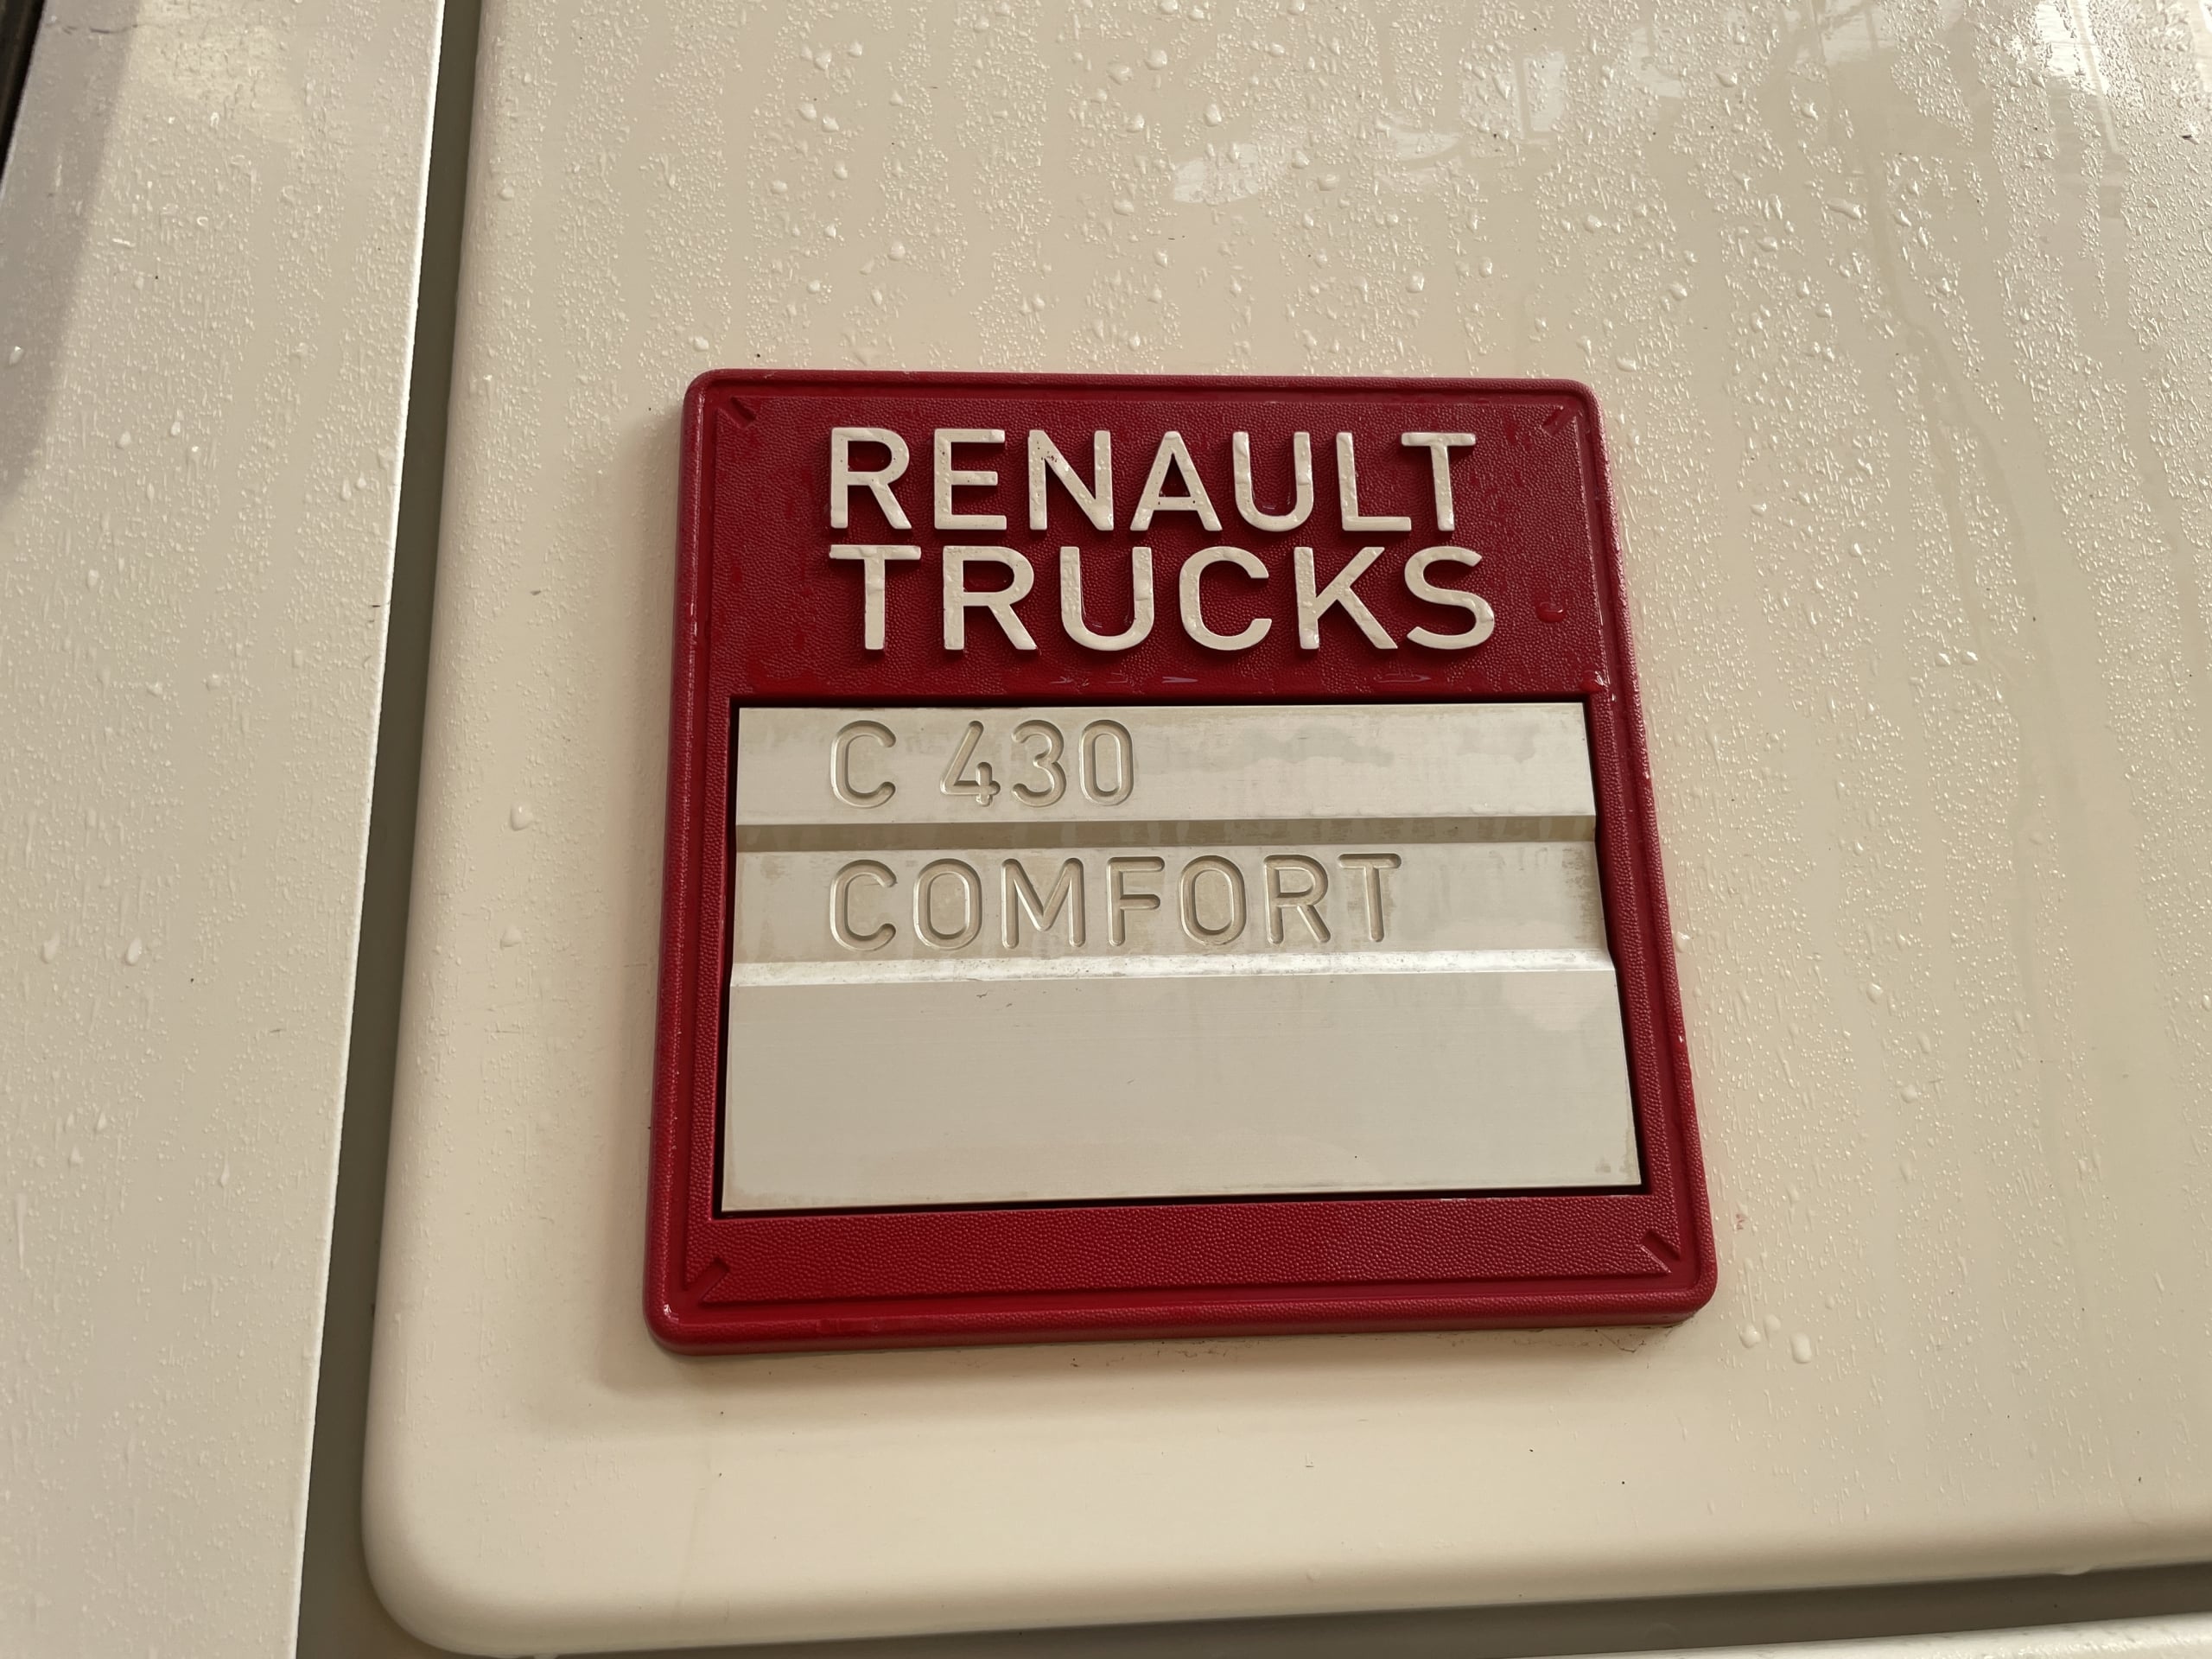 RENAULT
TRUCKS
C 430
COMFORT